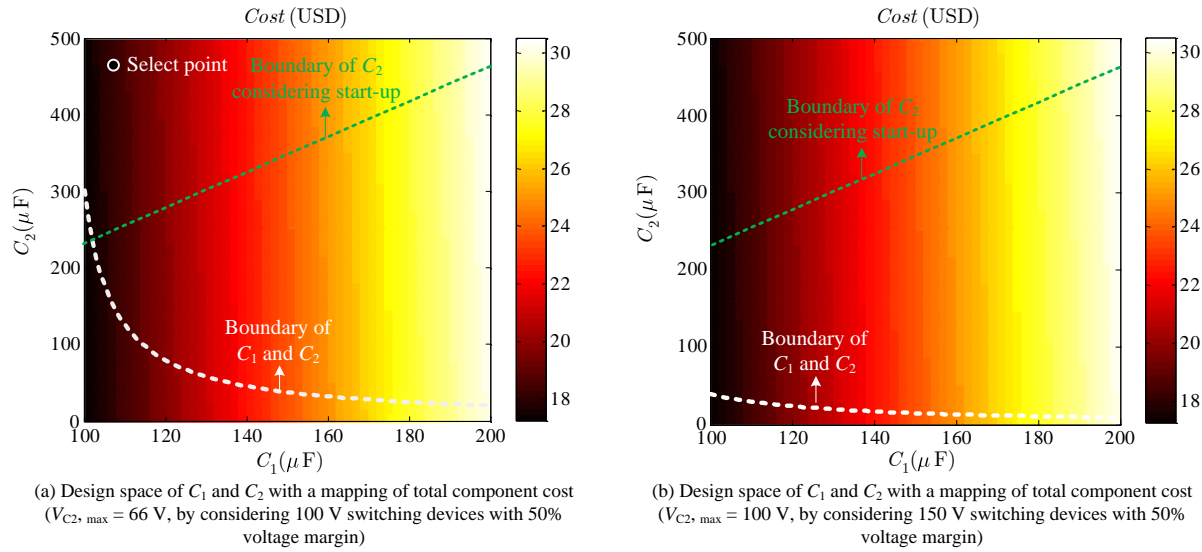 Cost (USD)
500
400
300
200
100
0
C2(μ F)
Select point
Boundary of C2
considering start-up
Boundary of
C1 and C2
100
120
140
160
180
200
C1(μ F)
30
28
26
24
22
20
18
(a) Design space of C1 and C2 with a mapping of total component cost
(VC2, max = 66 V, by considering 100 V switching devices with 50%
voltage margin)
Cost (USD)
500
400
300
200
100
0
C2(μ F)
Boundary of C2
considering start-up
Boundary of
C1 and C2
100
120
140
160
180
200
C1(μ F)
30
28
26
24
22
20
18
(b) Design space of C1 and C2 with a mapping of total component cost
(VC2, max = 100 V, by considering 150 V switching devices with 50%
voltage margin)